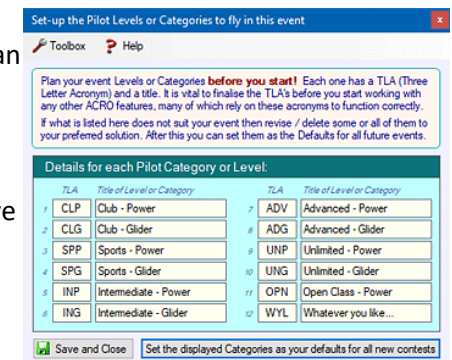 Set-up the Pilot Levels or Categories to fly in this event
x
Toolbox ? Help
an
Plan your event Levels or Categories before you start! Each one has a TLA (Three
Letter Acronym) and a title. It is vital to finalise the TLA's before you start working with
any other ACRO features, many of which rely on these acronyms to function correctly.
If what is listed here does not suit your event then revise / delete some or all of them to
your preferred solution. After this you can set them as the Defaults for all future events.
Details for each Pilot Category or Level:
TLA Title of Level or Category TLA Title of Level or Category
1 CLP Club - Power 7 ADV Advanced - Power
2 CLG Club - Glider 8 ADG Advanced - Glider
e
3 SPP Sports - Power 9 UNP Unlimited - Power
4 SPG Sports - Glider 10 UNG Unlimited - Glider
5 INP Intermediate - Power 11 OPN Open Class - Power
6 ING Intermediate - Glider 12 WYL Whatever you like...
Save and Close Set the displayed Categories as your defaults for all new contests